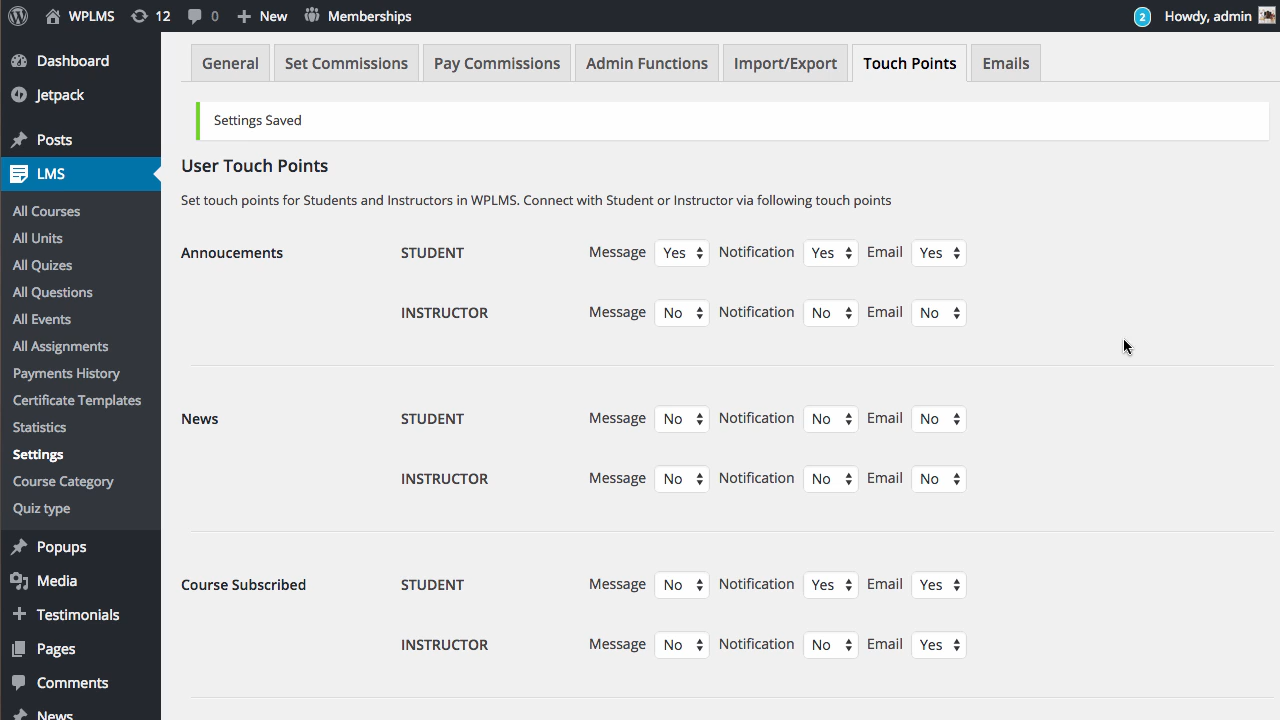 WPLMS 12 0 New Memberships 2 Howdy, admin
Dashboard
Jetpack
Posts
LMS
All Courses
All Units
All Quizes
All Questions
All Events
All Assignments
Payments History
Certificate Templates
Statistics
Settings
Course Category
Quiz type
Popups
Media
Testimonials
Pages
Comments
News
General Set Commissions Pay Commissions Admin Functions Import/Export Touch Points Emails
Settings Saved
User Touch Points
Set touch points for Students and Instructors in WPLMS. Connect with Student or Instructor via following touch points
Annoucements STUDENT Message Yes Notification Yes Email Yes
INSTRUCTOR Message No Notification No Email No
News STUDENT Message No Notification No Email No
INSTRUCTOR Message No Notification No Email No
Course Subscribed STUDENT Message No Notification Yes Email Yes
INSTRUCTOR Message No Notification No Email Yes